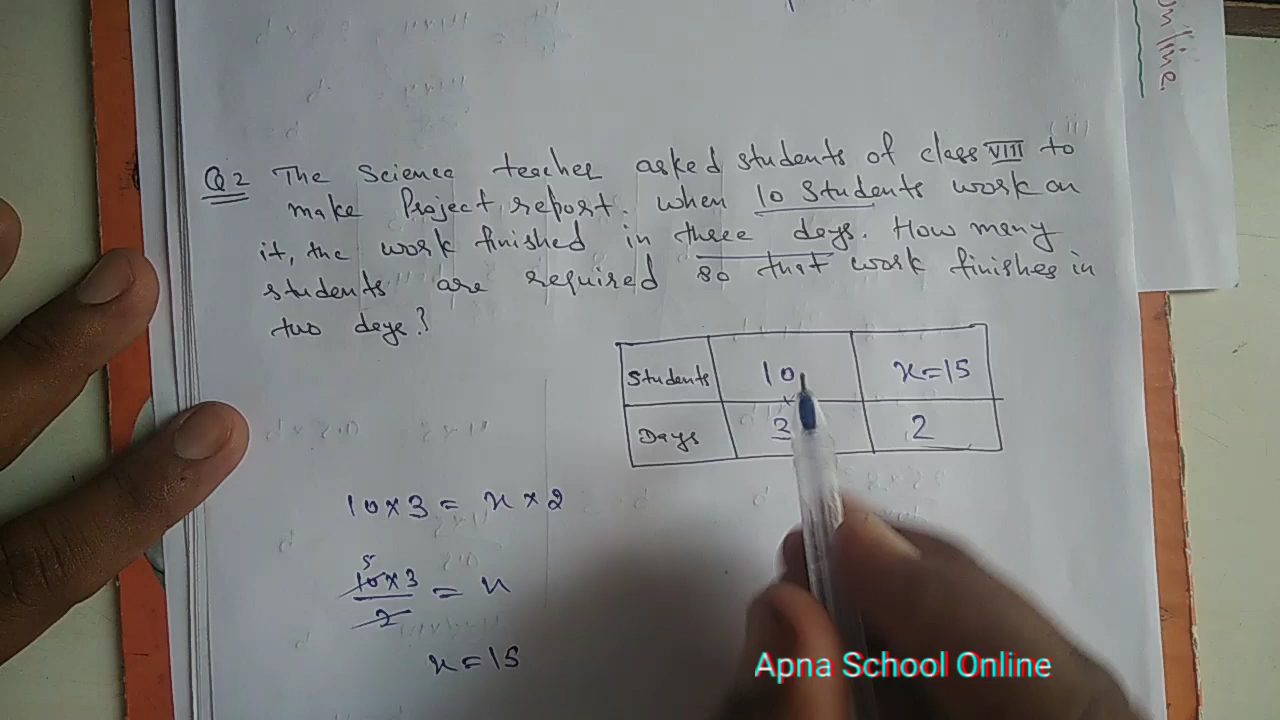 online.
Q2 The Science teacher asked students of class VIII to
make Project report. when 10 Students work on
it, the work finished in three days. How many
students are required so that work finishes in
two days?
Students 10 x=15
Days 3 2
10×3 = x × 2
5
10×3 = x
2
x=15
Apna School Online